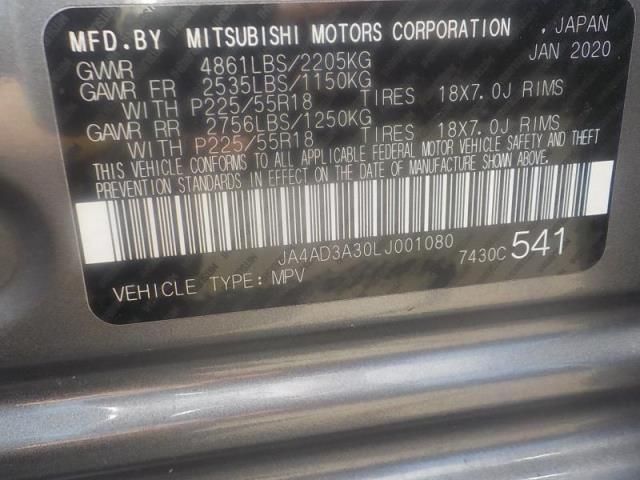 MFD.BY MITSUBISHI MOTORS CORPORATION , JAPAN
JAN 2020
GVWR 4861LBS/2205KG
GAWR FR 2535LBS/1150KG
WITH P225/55R18 TIRES 18X7.0J RIMS
GAWR RR 2756LBS/1250KG
WITH P225/55R18 TIRES 18X7.0J RIMS
THIS VEHICLE CONFORMS TO ALL APPLICABLE FEDERAL MOTOR VEHICLE SAFETY AND THEFT
PREVENTION STANDARDS IN EFFECT ON THE DATE OF MANUFACTURE SHOWN ABOVE.
JA4AD3A30LJ001080
7430C 541
VEHICLE TYPE: MPV